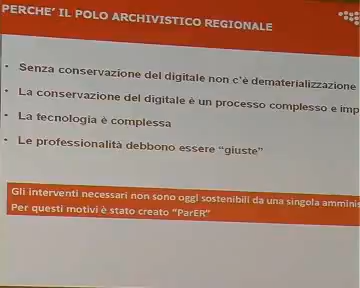 PERCHE' IL POLO ARCHIVISTICO REGIONALE
• Senza conservazione del digitale non c'è dematerializzazione
• La conservazione del digitale è un processo complesso e imp
• La tecnologia è complessa
• Le professionalità debbono essere "giuste"
Gli interventi necessari non sono oggi sostenibili da una singola amminis
Per questi motivi è stato creato "ParER"